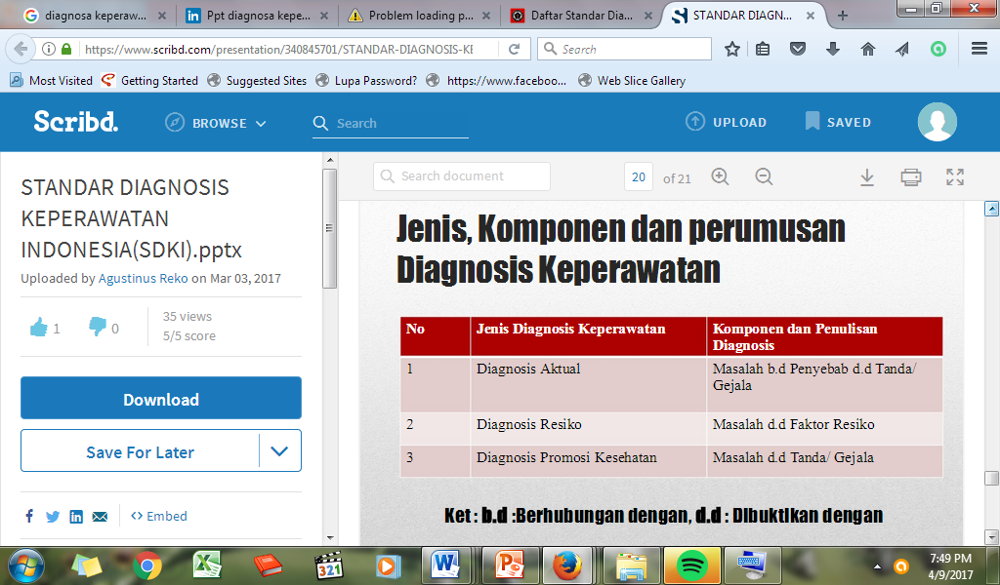 diagnosa keperaw...
Ppt diagnosa kepe...
Problem loading p...
Daftar Standar Dia...
STANDAR DIAGN...
https://www.scribd.com/presentation/340845701/STANDAR-DIAGNOSIS-KE
Search
Most Visited
Getting Started
Suggested Sites
Lupa Password?
https://www.faceboo...
Web Slice Gallery
Scribd.
BROWSE
Search
UPLOAD
SAVED
STANDAR DIAGNOSIS
KEPERAWATAN
INDONESIA(SDKI).pptx
Uploaded by Agustinus Reko on Mar 03, 2017
1
0
35 views
5/5 score
Download
Save For Later
<> Embed
Search document
20 of 21
Jenis, Komponen dan perumusan
Diagnosis Keperawatan
No
Jenis Diagnosis Keperawatan
Komponen dan Penulisan
Diagnosis
1
Diagnosis Aktual
Masalah b.d Penyebab d.d Tanda/
Gejala
2
Diagnosis Resiko
Masalah d.d Faktor Resiko
3
Diagnosis Promosi Kesehatan
Masalah d.d Tanda/ Gejala
Ket : b.d :Berhubungan dengan, d.d : Dibuktikan dengan
321
7:49 PM
4/9/2017